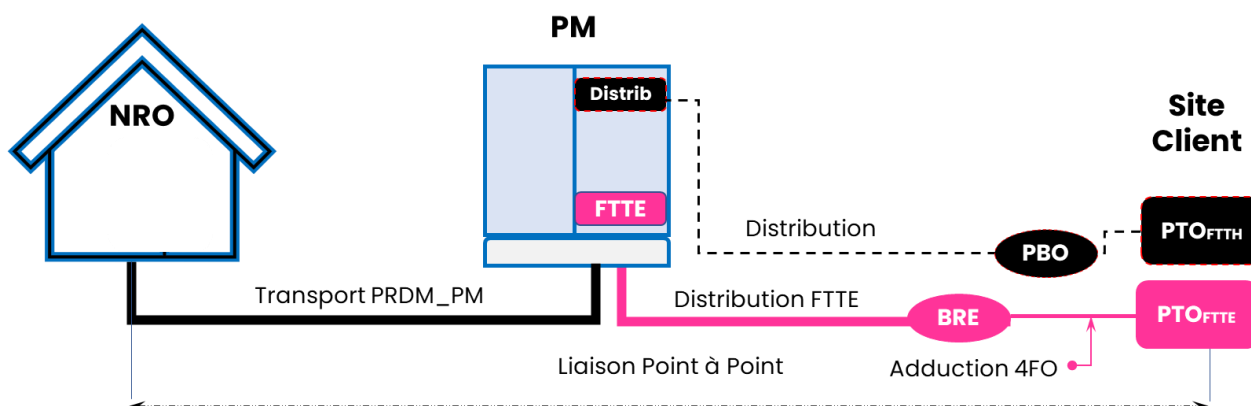 PM
NRO
Distrib
Site
Client
FTTE
Distribution
PBO
PTOFTTH
Transport PRDM_PM
Distribution FTTE
BRE
PTOFTTE
Liaison Point à Point
Adduction 4FO